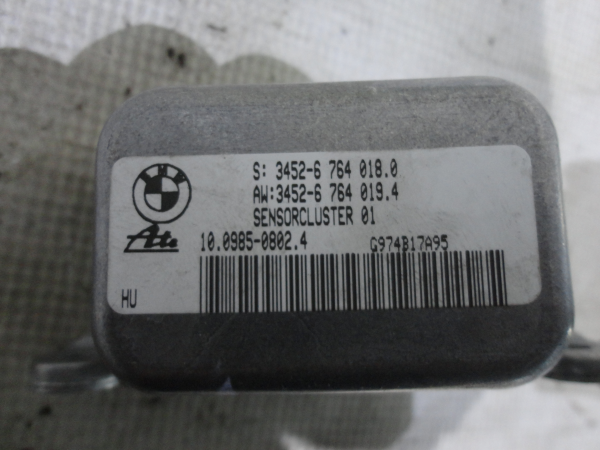 BMW
S: 3452-6 764 018.0
AW:3452-6 764 019.4
SENSORCLUSTER 01
Ate
10.0985-0802.4 G974B17A95
HU